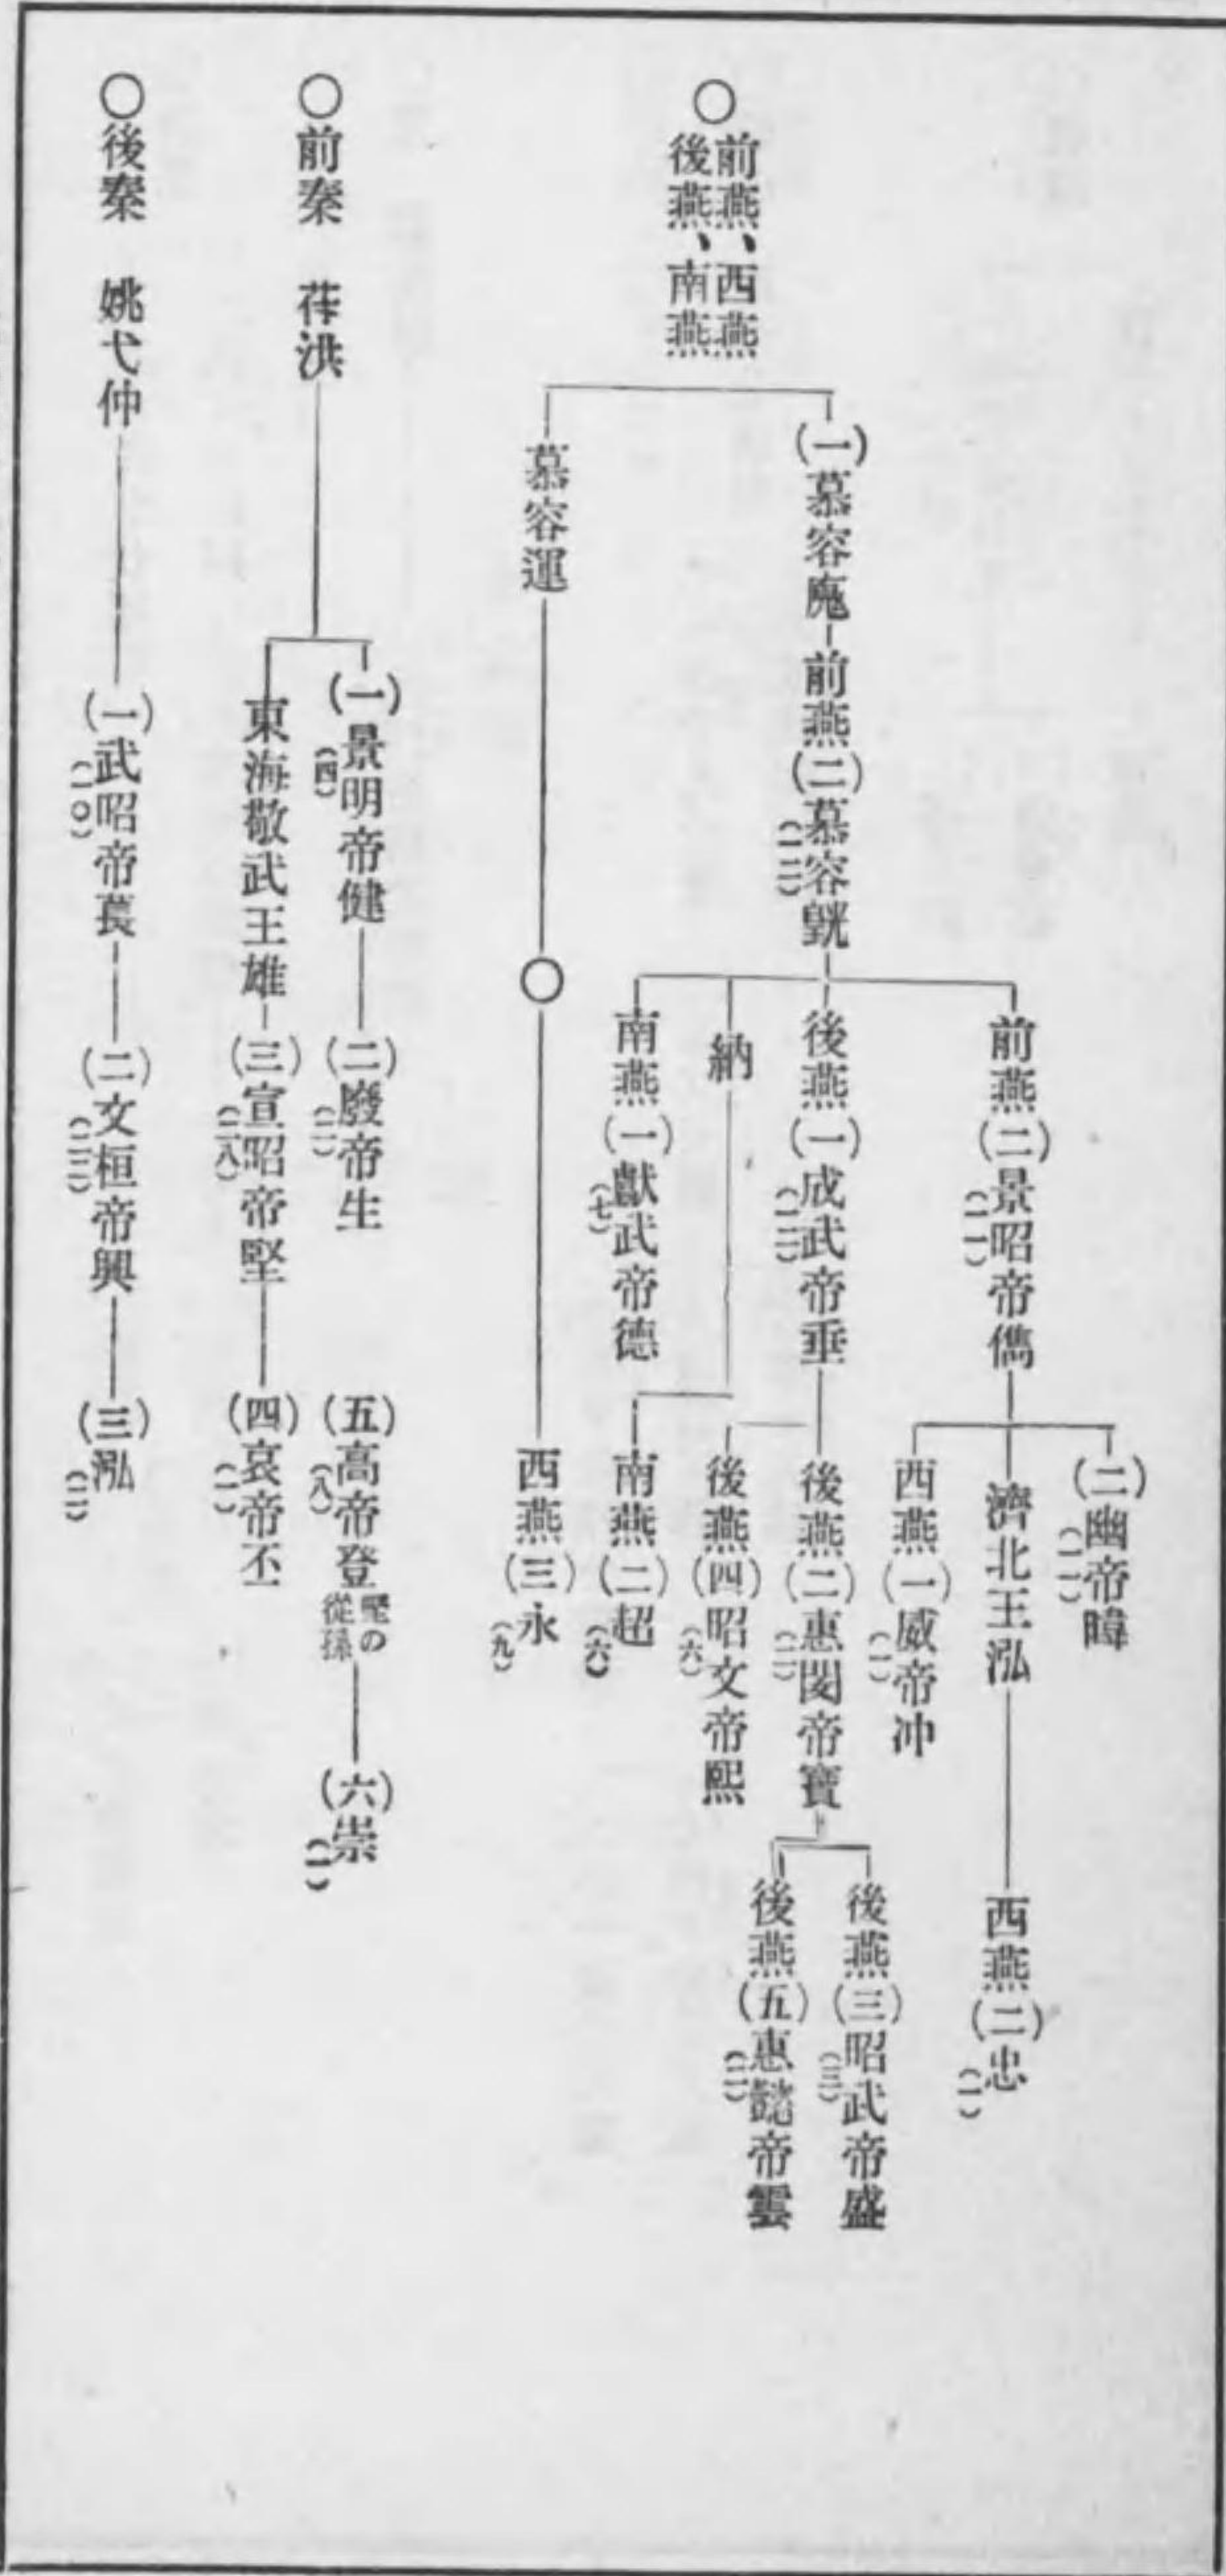 ○前燕、西燕
後燕、南燕
(一)慕容廆
前燕(二)慕容皝
(一三)
前燕(二)景昭帝儁
(一一)
(二)幽帝暐
(一一)
濟北王泓
西燕(二)忠
(一)
西燕(一)威帝冲
(一)
後燕(一)成武帝垂
(一三)
後燕(二)惠閔帝寶
(二)
後燕(三)昭武帝盛
(三)
後燕(五)惠懿帝雲
(二)
後燕(四)昭文帝熙
(六)
納
南燕(二)超
(六)
南燕(一)獻武帝德
(七)
慕容運
○
西燕(三)永
(九)
○前秦 苻洪
(一)景明帝健
(四)
(二)廢帝生
(二)
(五)高帝登
(八)
堅の
從孫
(六)崇
(一)
東海敬武王雄
(三)宣昭帝堅
(二八)
(四)哀帝丕
(一)
○後秦 姚弋仲
(一)武昭帝萇
(一〇)
(二)文桓帝興
(二三)
(三)泓
(二)